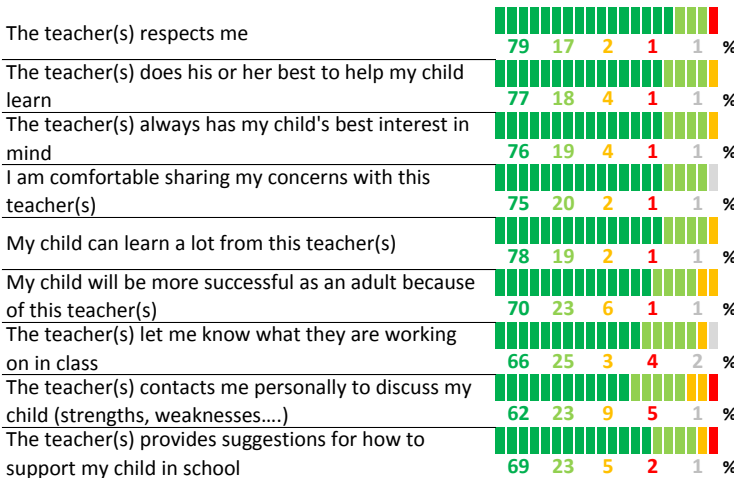 The teacher(s) respects me
79 17 2 1 1 %
The teacher(s) does his or her best to help my child
learn
77 18 4 1 1 %
The teacher(s) always has my child's best interest in
mind
76 19 4 1 1 %
I am comfortable sharing my concerns with this
teacher(s)
75 20 2 1 1 %
My child can learn a lot from this teacher(s)
78 19 2 1 1 %
My child will be more successful as an adult because
of this teacher(s)
70 23 6 1 1 %
The teacher(s) let me know what they are working
on in class
66 25 3 4 2 %
The teacher(s) contacts me personally to discuss my
child (strengths, weaknesses....)
62 23 9 5 1 %
The teacher(s) provides suggestions for how to
support my child in school
69 23 5 2 1 %